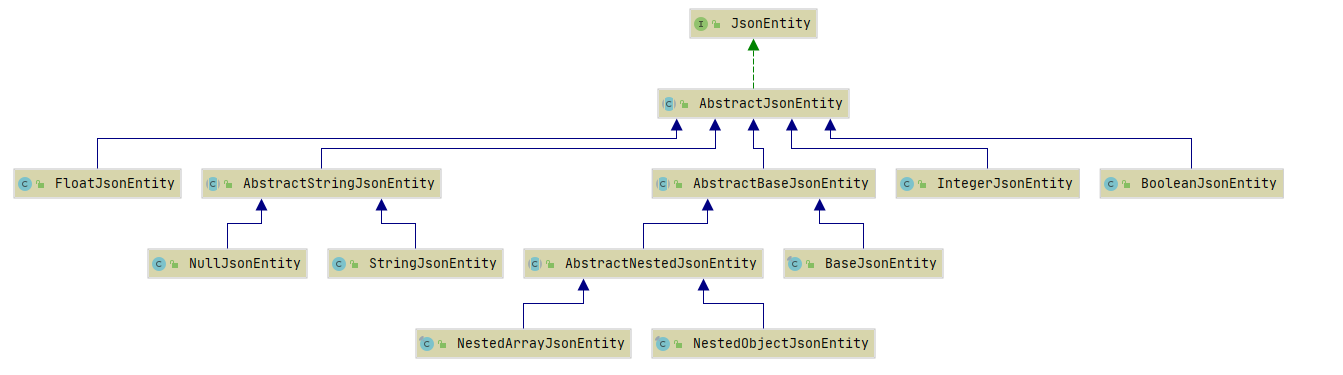 JsonEntity
AbstractJsonEntity
FloatJsonEntity
AbstractStringJsonEntity
AbstractBaseJsonEntity
IntegerJsonEntity
BooleanJsonEntity
NullJsonEntity
StringJsonEntity
AbstractNestedJsonEntity
BaseJsonEntity
NestedArrayJsonEntity
NestedObjectJsonEntity